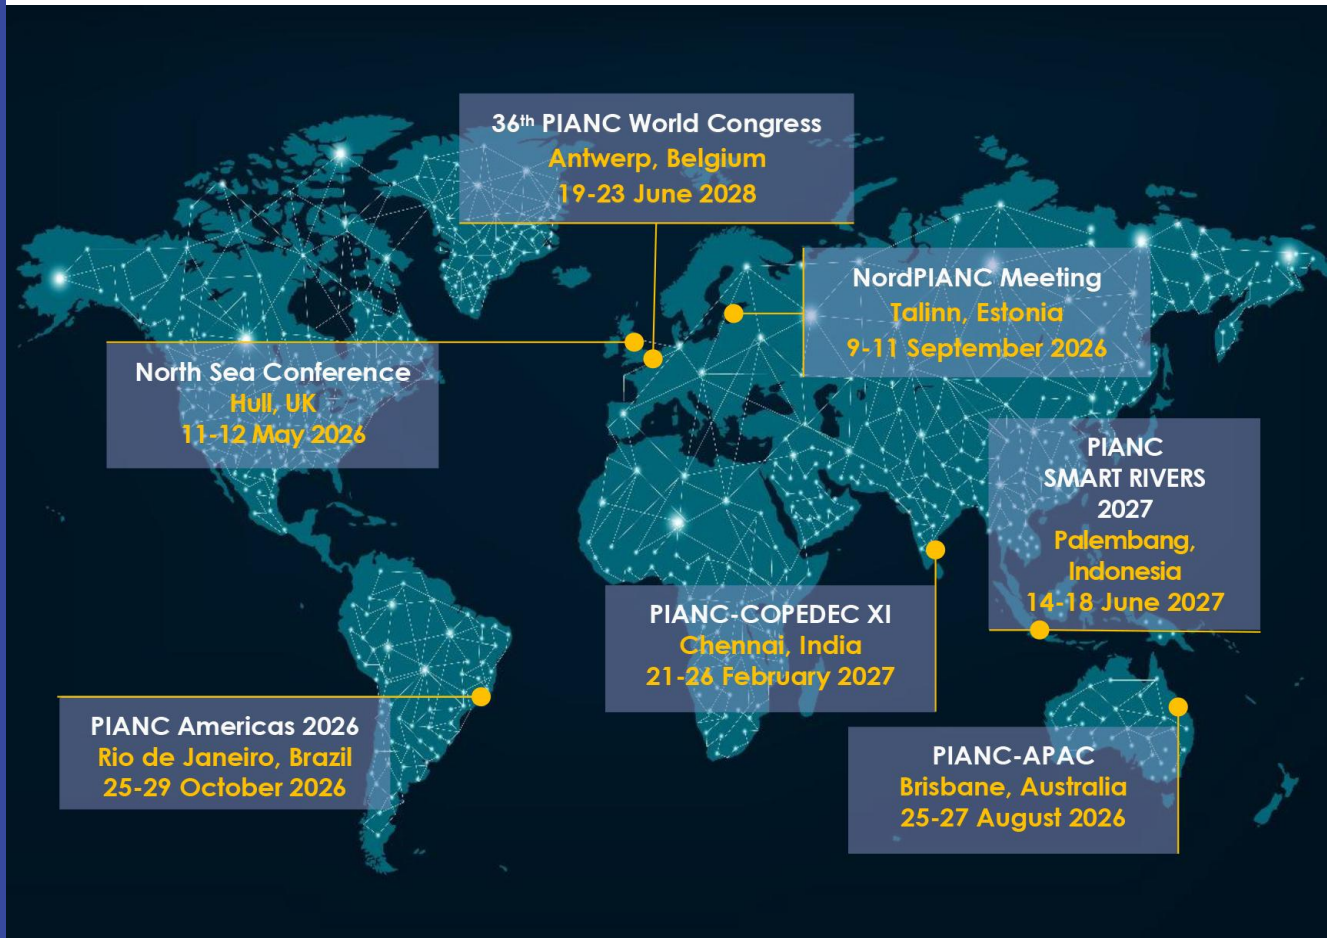 36th PIANC World Congress
Antwerp, Belgium
19-23 June 2028
NordPIANC Meeting
Talinn, Estonia
9-11 September 2026
North Sea Conference
Hull, UK
11-12 May 2026
PIANC
SMART RIVERS
2027
Palembang,
Indonesia
14-18 June 2027
PIANC-COPEDEC XI
Chennai, India
21-26 February 2027
PIANC Americas 2026
Rio de Janeiro, Brazil
25-29 October 2026
PIANC-APAC
Brisbane, Australia
25-27 August 2026